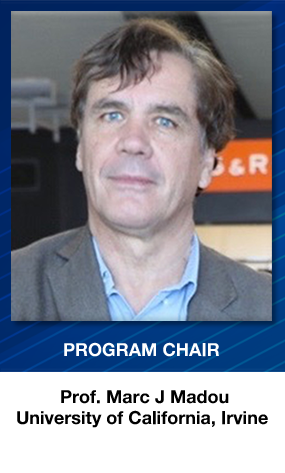 & R
PROGRAM CHAIR
Prof. Marc J Madou
University of California, Irvine